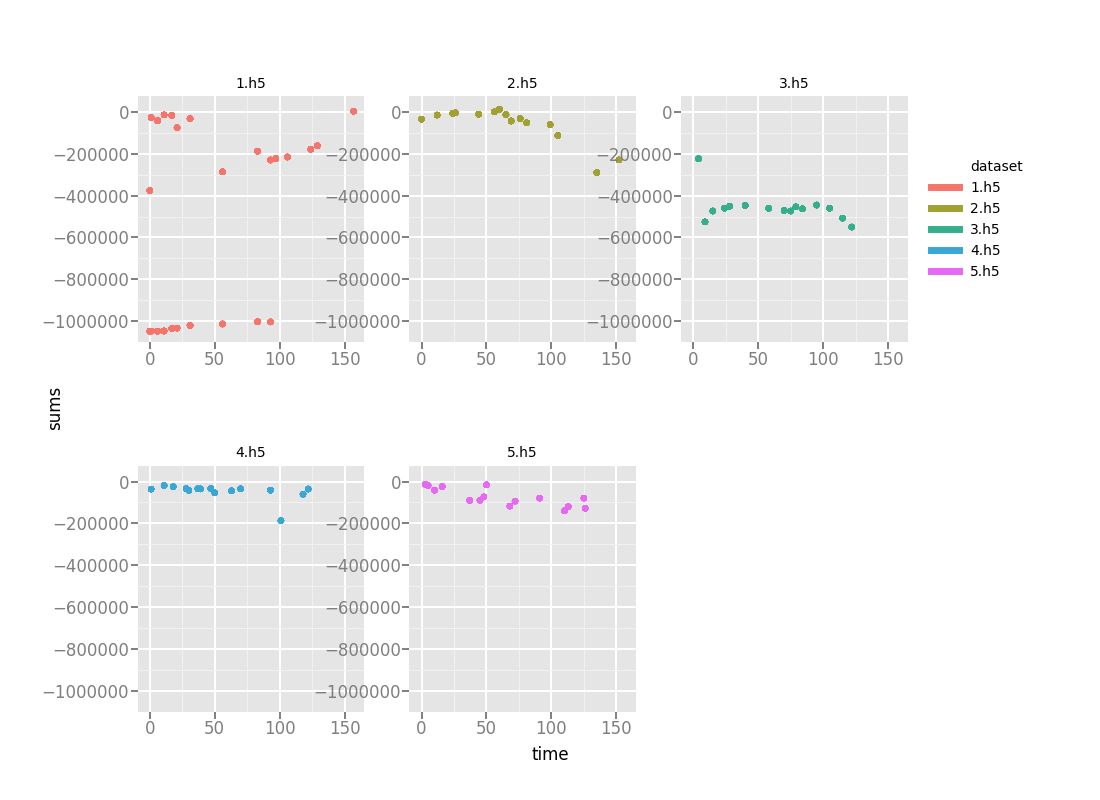 1.h5 2.h5 3.h5
0 0 0
−200000 −200000 −200000
−400000 −400000 −400000
−600000 −600000 −600000
−800000 −800000 −800000
−1000000 −1000000 −1000000
0 50 100 150 0 50 100 150 0 50 100 150
dataset
1.h5
2.h5
3.h5
4.h5
5.h5
sums
4.h5 5.h5
0 0
−200000 −200000
−400000 −400000
−600000 −600000
−800000 −800000
−1000000 −1000000
0 50 100 150 0 50 100 150
time